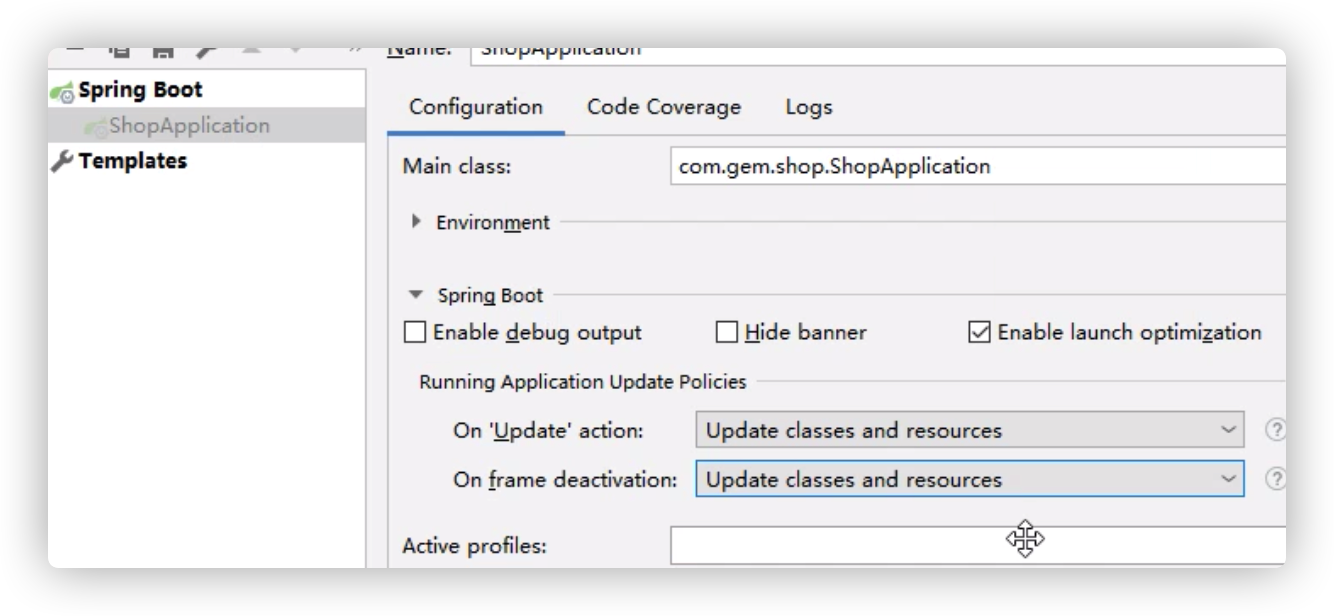 Name: ShopApplication
Spring Boot
ShopApplication
Templates
Configuration Code Coverage Logs
Main class: com.gem.shop.ShopApplication
Environment
Spring Boot
Enable debug output Hide banner Enable launch optimization
Running Application Update Policies
On 'Update' action: Update classes and resources ?
On frame deactivation: Update classes and resources ?
Active profiles: